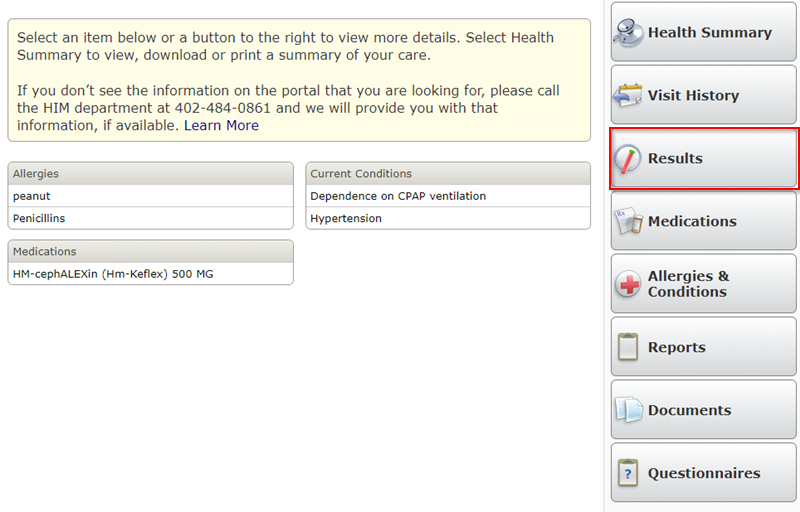 Select an item below or a button to the right to view more details. Select Health
Summary to view, download or print a summary of your care.
If you don’t see the information on the portal that you are looking for, please call
the HIM department at 402-484-0861 and we will provide you with that
information, if available. Learn More
Allergies
peanut
Penicillins
Current Conditions
Dependence on CPAP ventilation
Hypertension
Medications
HM-cephALEXin (Hm-Keflex) 500 MG
Health Summary
Visit History
Results
Rx
Medications
Allergies &
Conditions
Reports
Documents
?
Questionnaires